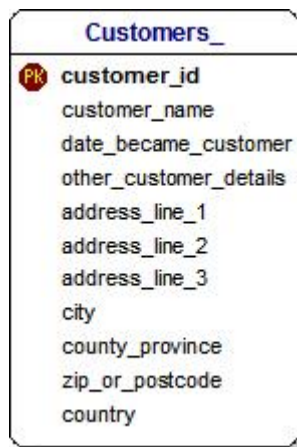 Customers_
PK customer_id
customer_name
date_became_customer
other_customer_details
address_line_1
address_line_2
address_line_3
city
county_province
zip_or_postcode
country